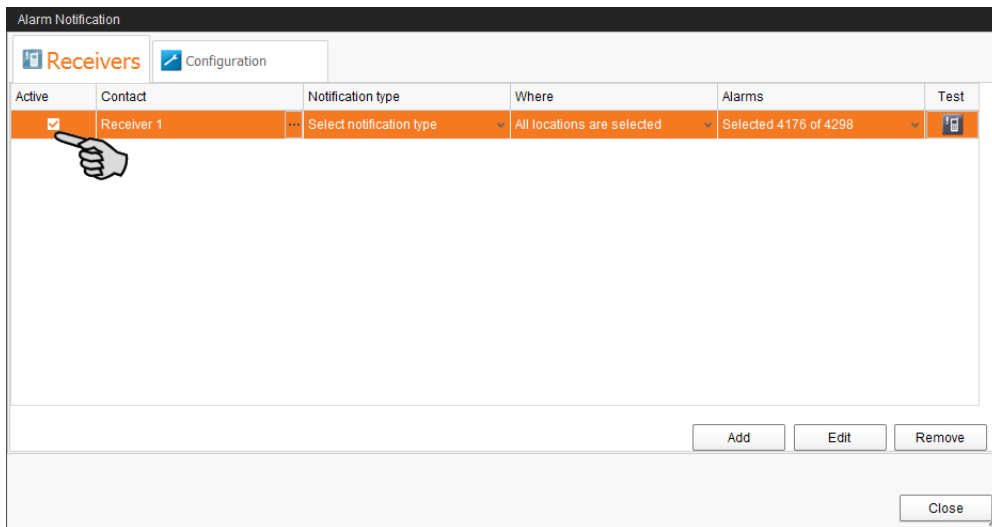 Alarm Notification
Receivers Configuration
Active Contact Notification type Where Alarms Test
Receiver 1 ... Select notification type All locations are selected Selected 4176 of 4298
Add Edit Remove
Close